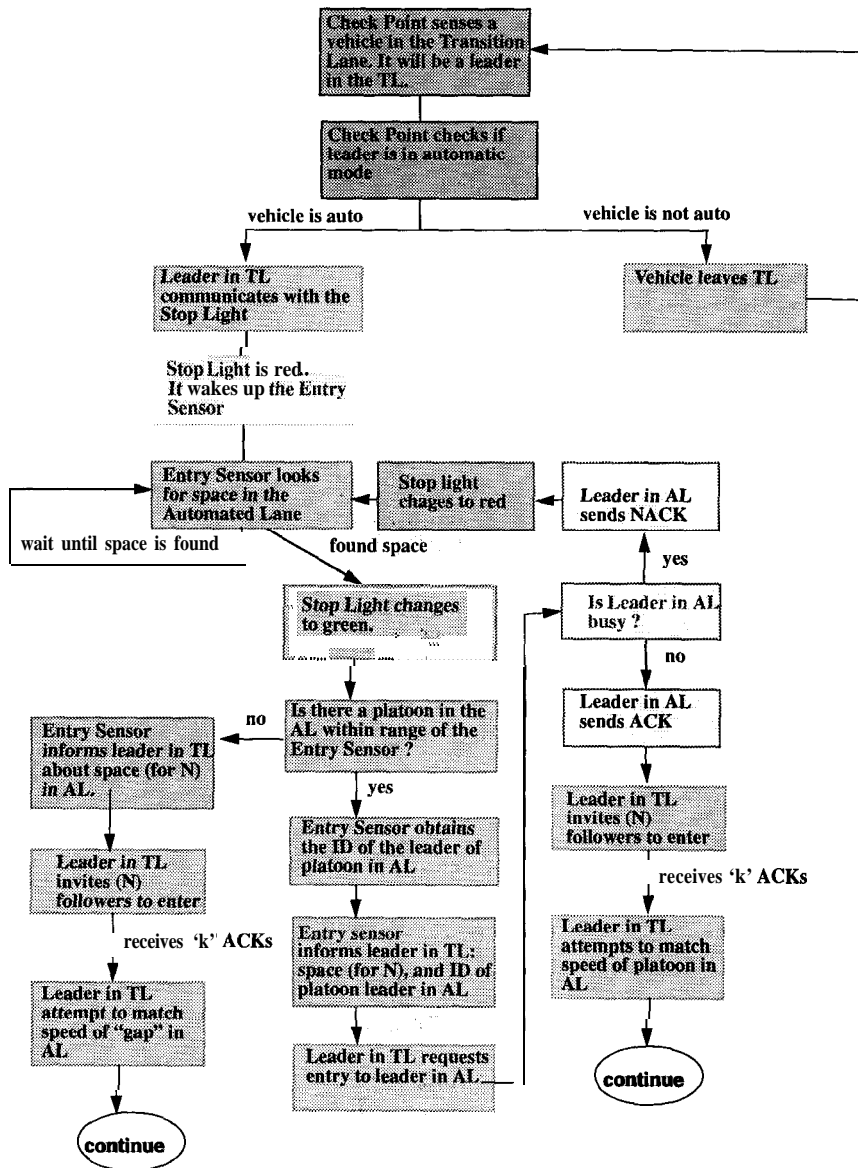 Check Point senses a
vehicle in the Transition
Lane. It will be a leader
in the TL.
Check Point checks if
leader is in automatic
mode
vehicle is auto
vehicle is not auto
Leader in TL
communicates with the
Stop Light
Vehicle leaves TL
Stop Light is red..
It wakes up the Entry
Sensor
Entry Sensor looks
for space in the
Automated Lane
Stop light
chages to red
Leader in AL
sends NACK
wait until space is found
found space
yes
Stop Light changes
to green.
Is Leader in AL
busy ?
no
Leader in AL
sends ACK
Is there a platoon in the
AL within range of the
Entry Sensor ?
no
Entry Sensor
informs leader in TL
about space (for N)
in AL.
yes
Leader in TL
invites (N)
followers to enter
Entry Sensor obtains
the ID of the leader of
platoon in AL
Leader in TL
invites (N)
followers to enter
receives ‘k’ ACKs
receives ‘k” ACKs
Entry sensor
informs leader in TL:
space (for N), and ID of
platoon leader in AL
Leader in TL
attempts to match
speed of platoon in
AL
Leader in TL
attempt to match
speed of “gap” in
AL
Leader in TL requests
entry to leader in AL
continue
continue